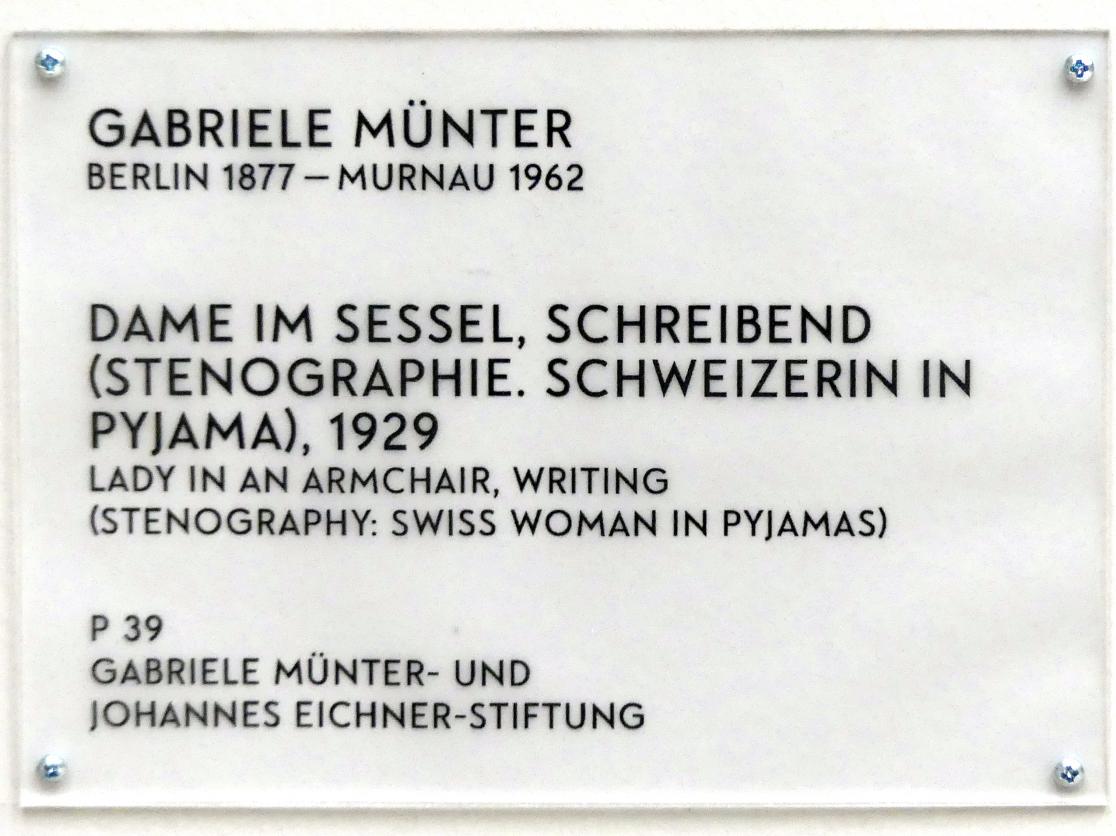 GABRIELE MÜNTER
BERLIN 1877 – MURNAU 1962
DAME IM SESSEL, SCHREIBEND
(STENOGRAPHIE. SCHWEIZERIN IN
PYJAMA), 1929
LADY IN AN ARMCHAIR, WRITING
(STENOGRAPHY: SWISS WOMAN IN PYJAMAS)
P 39
GABRIELE MÜNTER- UND
JOHANNES EICHNER-STIFTUNG